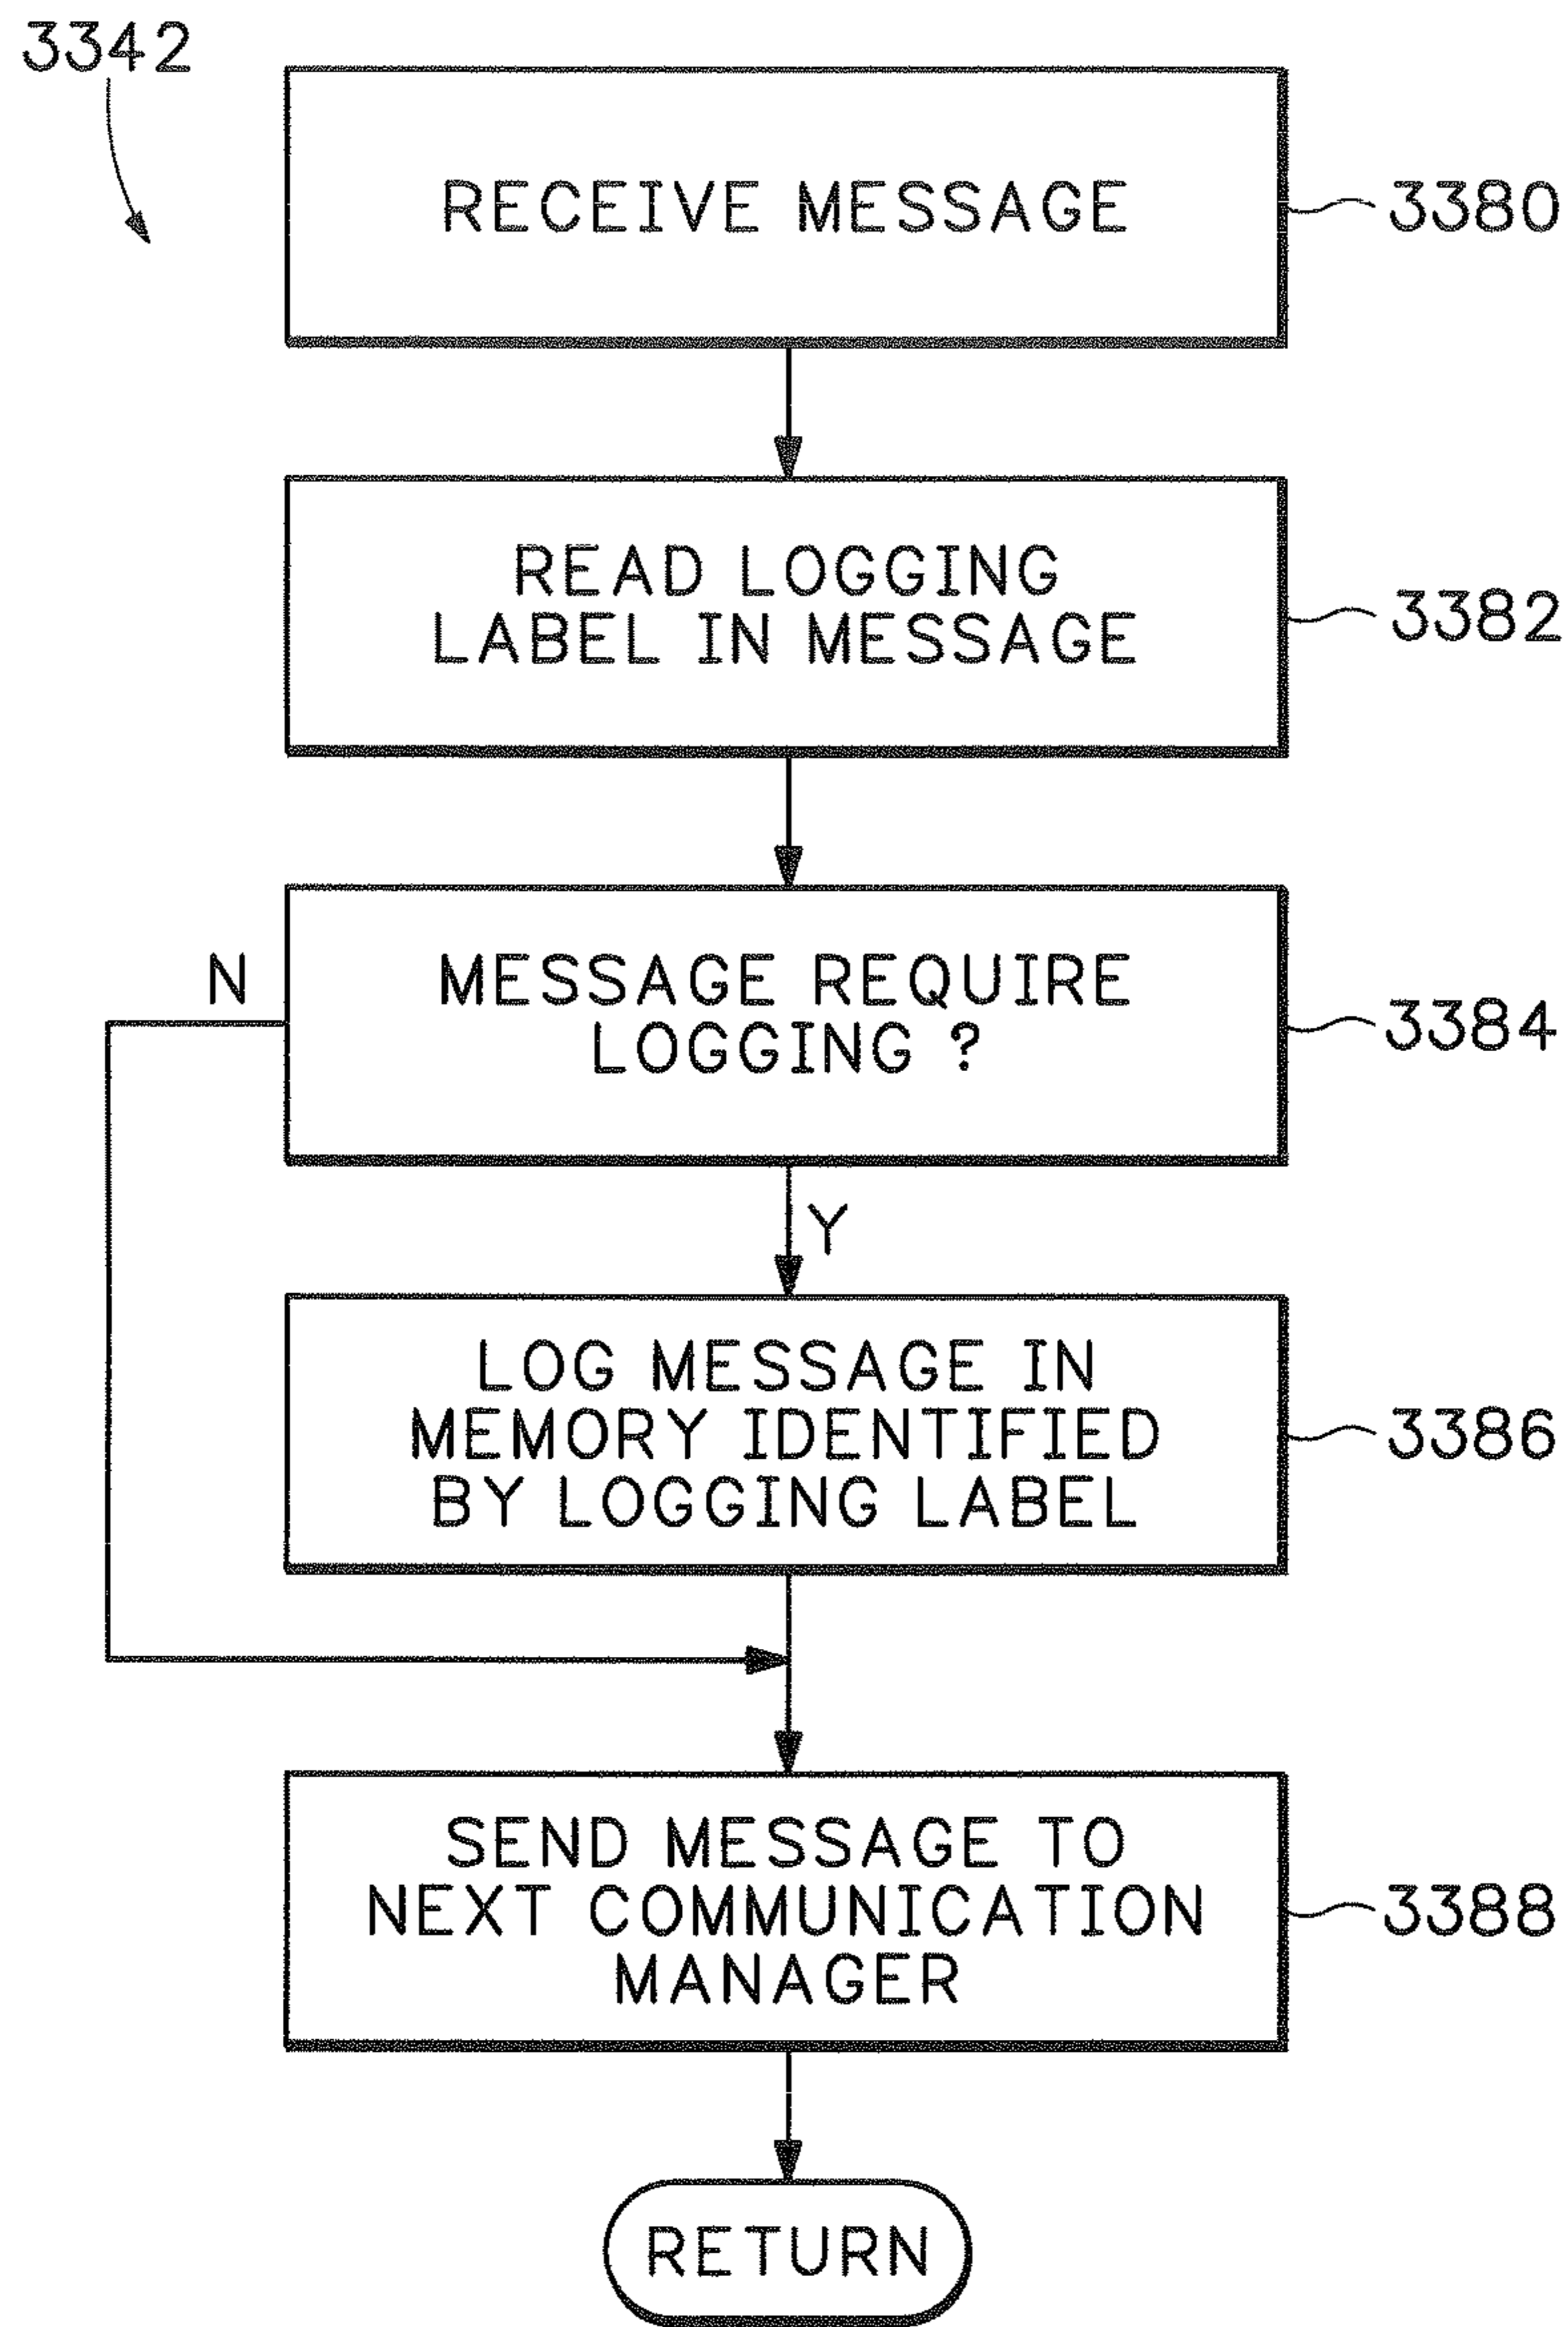 3342
RECEIVE MESSAGE
3380
READ LOGGING
LABEL IN MESSAGE
3382
N
MESSAGE REQUIRE
LOGGING ?
3384
Y
LOG MESSAGE IN
MEMORY IDENTIFIED
BY LOGGING LABEL
3386
SEND MESSAGE TO
NEXT COMMUNICATION
MANAGER
3388
RETURN